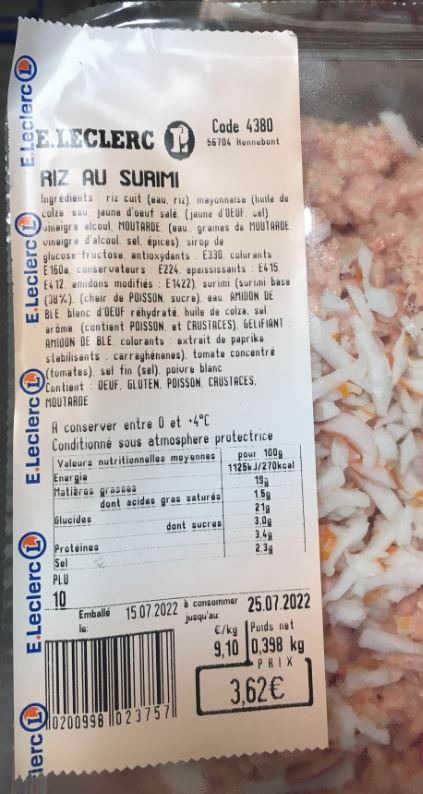 E.LECLERC L Code 4380
56704 Hennebont
RIZ AU SURIMI
Ingrédients : riz cuit (eau, riz). mayonnaise (huile de
colza. eau. jaune d'oeuf salé. (jaune d'OEUF. sel).
vinaigre alcool. MOUTARDE. (eau. graines de MOUTARDE.
vinaigre d'alcool. sel. épices). sirop de
glucose-fructose. antioxydants : E330. colorants :
E160a. conservateurs : E224. epaississants : E415
E412. amidons modifiés : E1422). surimi (surimi base
(38%). (chair de POISSON. sucre). eau. AMIDON DE
BLE. blanc d'OEUF réhydraté. huile de colza. sel.
arôme. (contient POISSON. et CRUSTACES). GELIFIANT :
AMIDON DE BLE. colorants : extrait de paprika.
stabilisants : carraghénanes). tomate concentré
(tomates). sel fin (sel). poivre blanc
Contient : OEUF, GLUTEN, POISSON, CRUSTACES,
MOUTARDE
A conserver entre 0 et +4°C
Conditionné sous atmosphere protectrice
Valeurs nutritionnelles moyennes pour 100g
Energie 1125kJ/270kcal
Matières grasses 19g
dont acides gras saturés 1.5g
Glucides 21g
dont sucres 3.0g
Protéines 3.4g
Sel 2.3g
PLU
10
Emballé le: 15.07.2022 à consommer jusqu'au: 25.07.2022
€/kg Poids net
9,10 0,398 kg
PRIX
3,62€
0200998 023757
E.Leclerc L
E.Leclerc L
E.Leclerc L
E.Leclerc L
lerc L